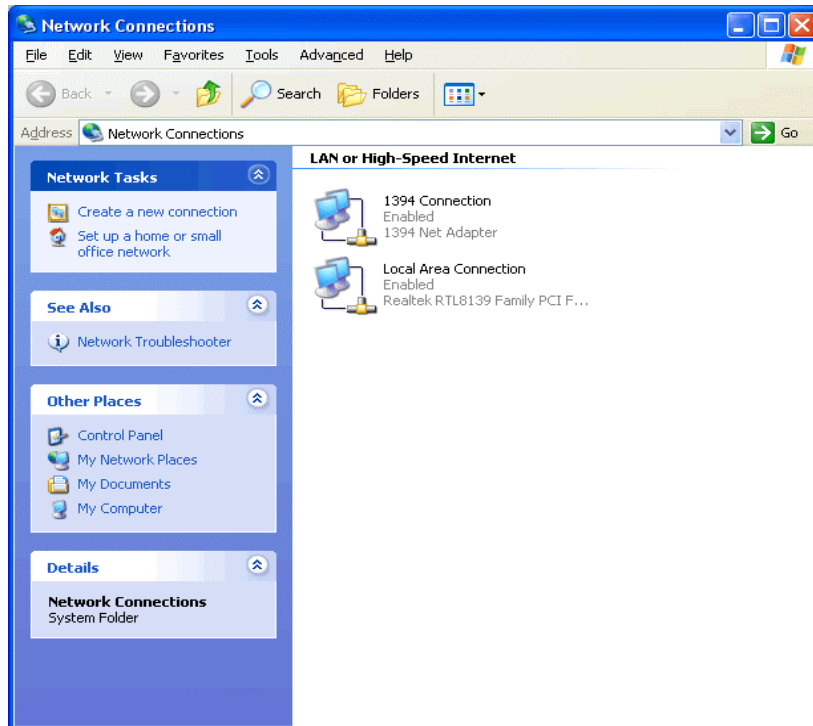 Network Connections
File Edit View Favorites Tools Advanced Help
Back Search Folders
Address Network Connections Go
Network Tasks
Create a new connection
Set up a home or small
office network
See Also
Network Troubleshooter
Other Places
Control Panel
My Network Places
My Documents
My Computer
Details
Network Connections
System Folder
LAN or High-Speed Internet
1394 Connection
Enabled
1394 Net Adapter
Local Area Connection
Enabled
Realtek RTL8139 Family PCI F...